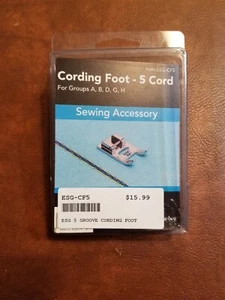 Cording Foot - 5 Cord
For Groups A, B, D, G, H
Sewing Accessory
ESG-CF5 $15.99
ESG 5 GROOVE CORDING FOOT